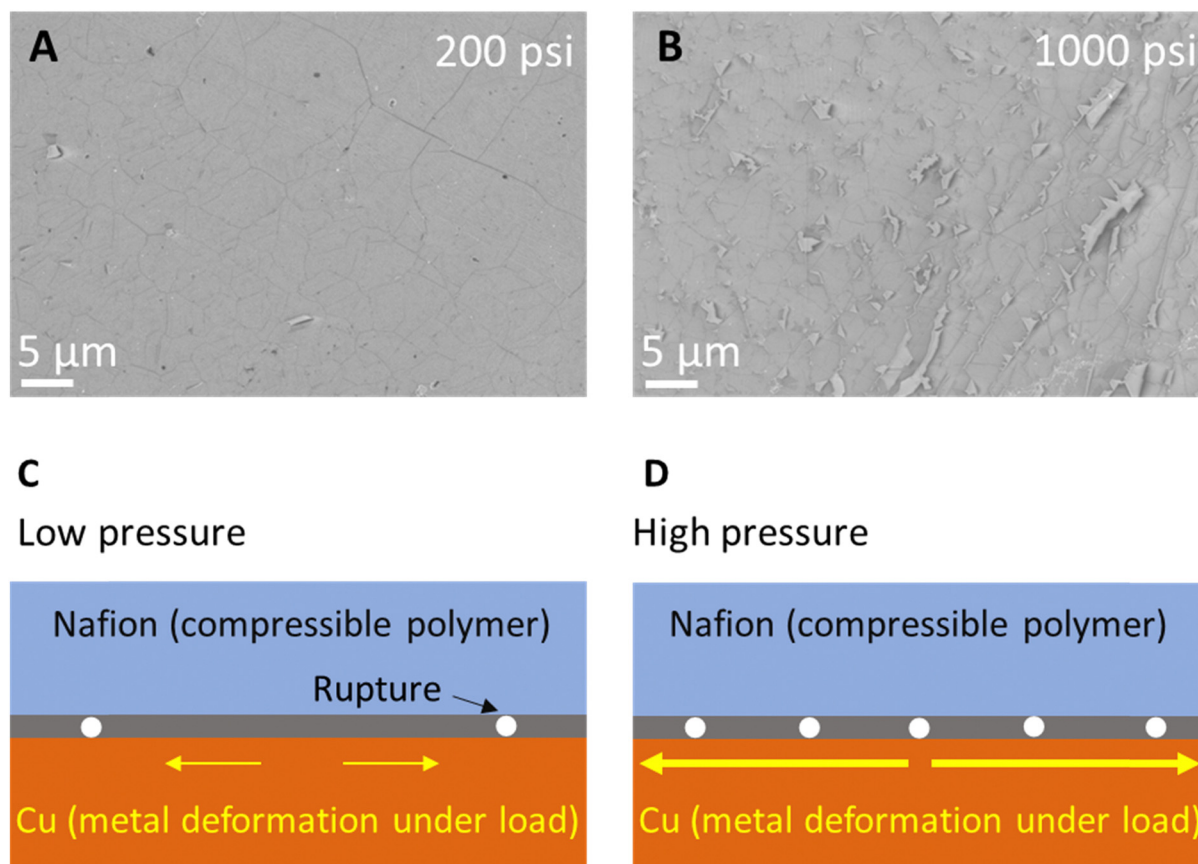 A
200 psi
5 µm
B
1000 psi
5 µm
C
Low pressure
Nafion (compressible polymer)
Rupture
Cu (metal deformation under load)
D
High pressure
Nafion (compressible polymer)
Cu (metal deformation under load)